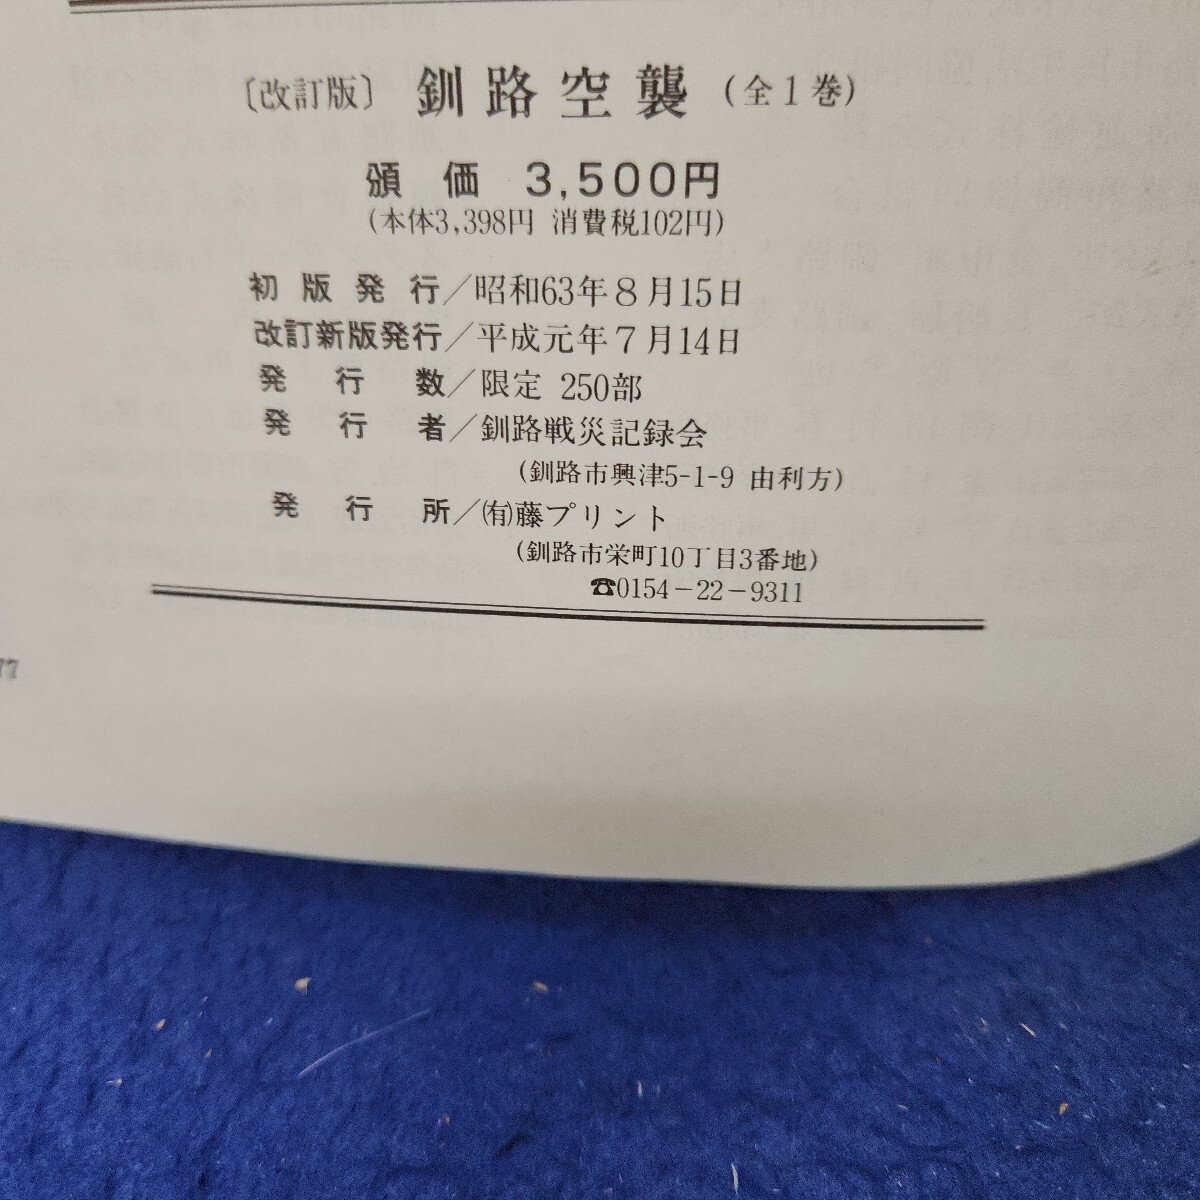 〔改訂版〕 釧路空襲 (全1巻)
頒価 3,500円
(本体3,398円 消費税102円)
初版発行/昭和63年8月15日
改訂新版発行/平成元年7月14日
発行数/限定 250部
発行者/釧路戦災記録会
(釧路市興津5-1-9 由利方)
発行所/㈲藤プリント
(釧路市栄町10丁目3番地)
☎0154-22-9311
77